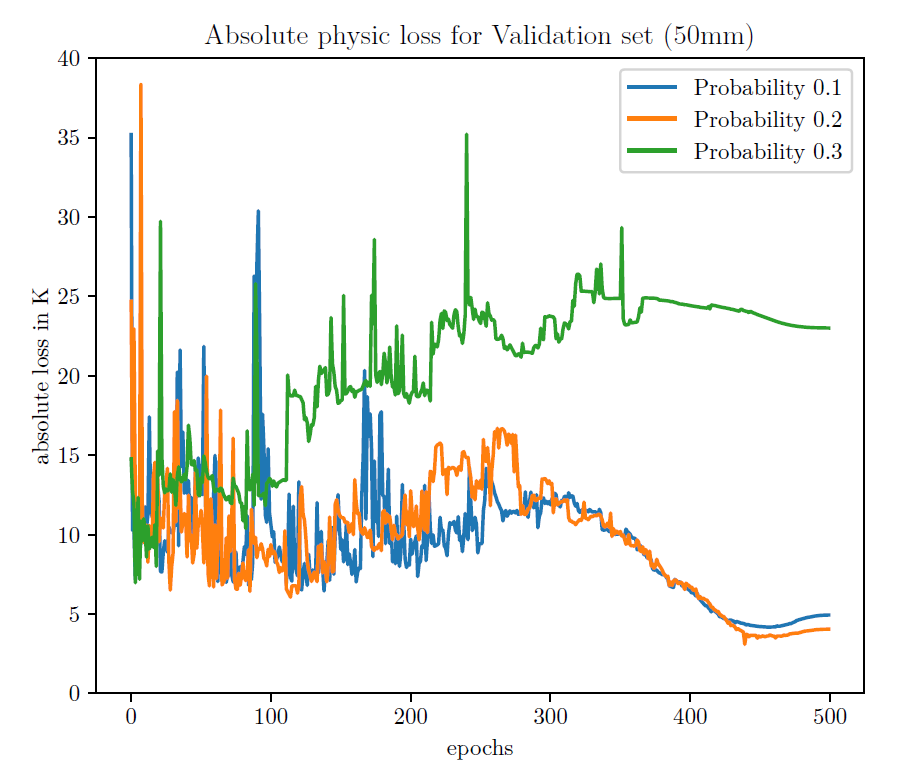 Absolute physic loss for Validation set (50mm)
Probability 0.1
Probability 0.2
Probability 0.3
absolute loss in K
40
35
30
25
20
15
10
5
0
0 100 200 300 400 500
epochs